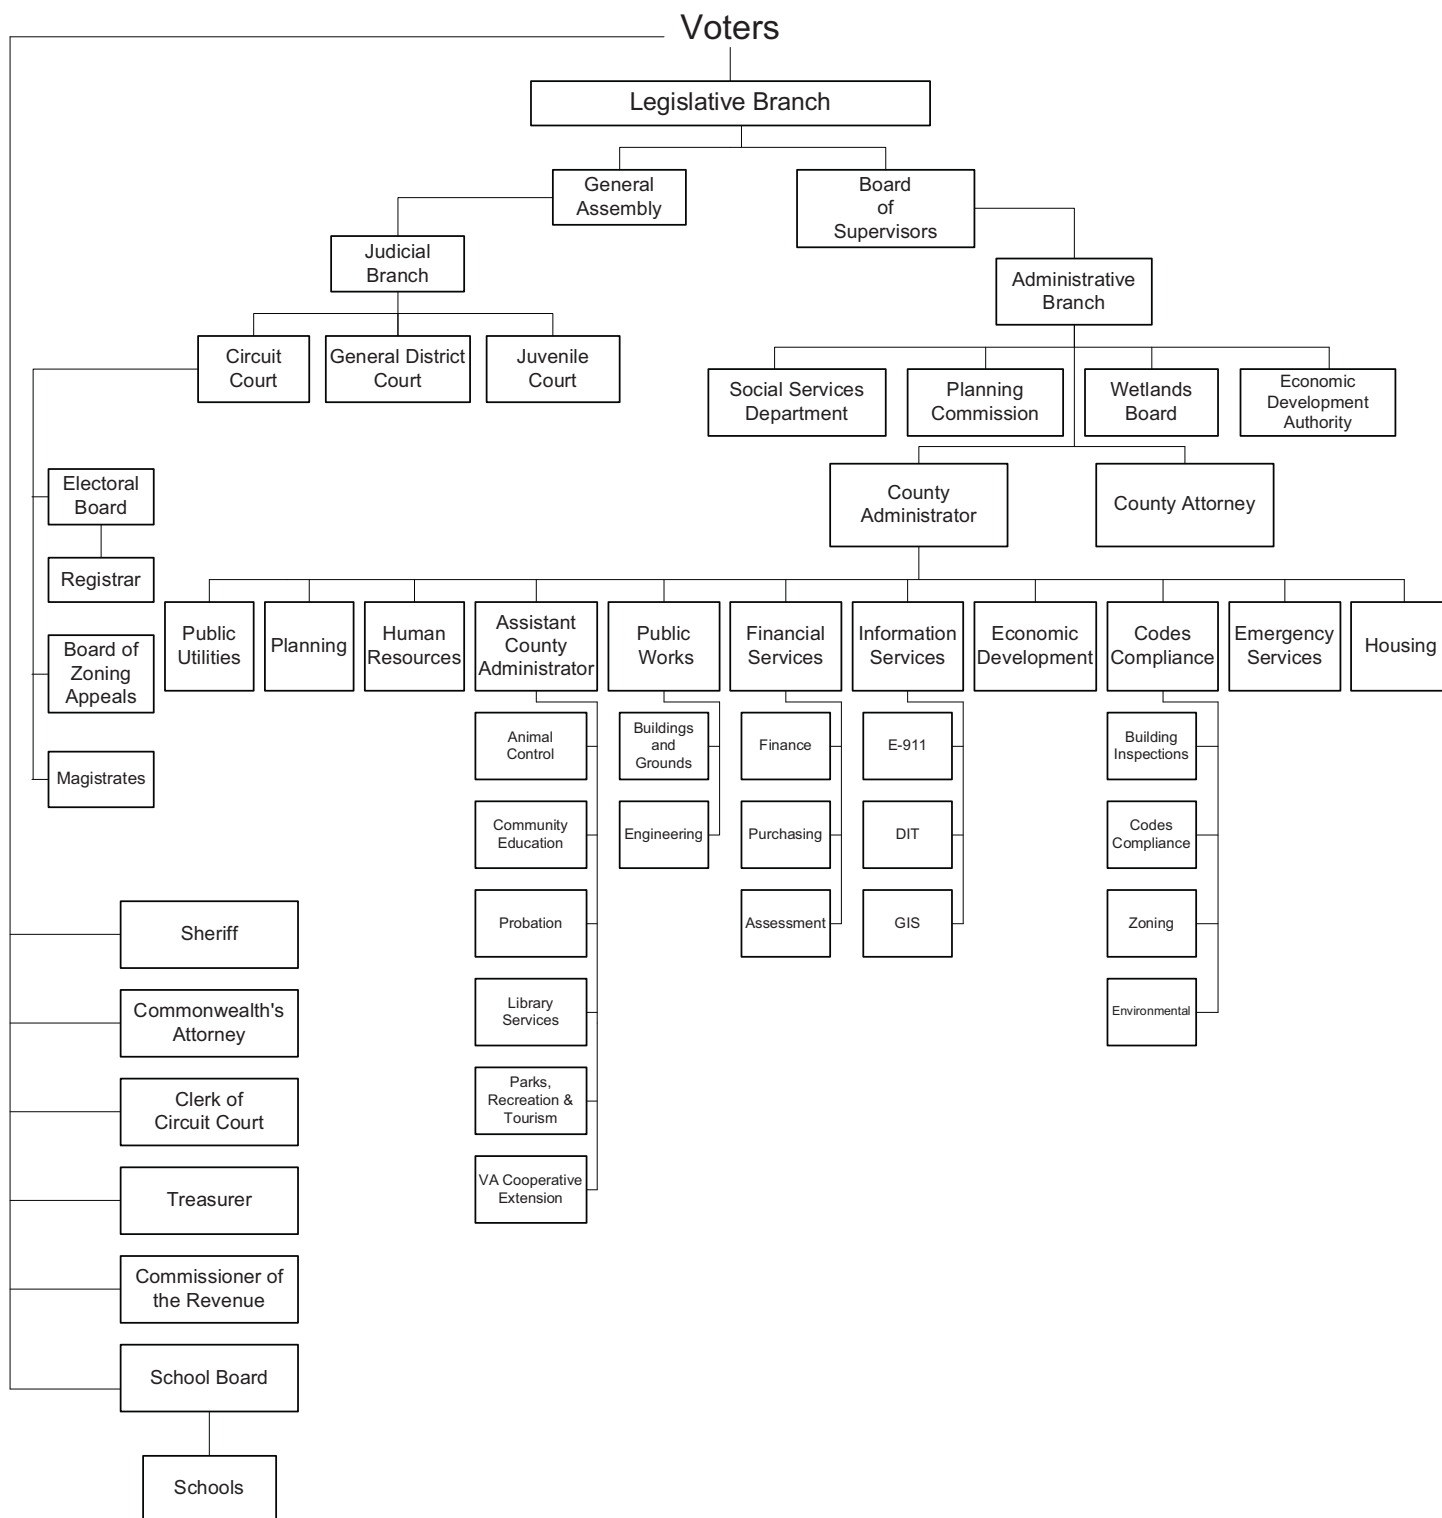 Voters
Legislative Branch
General
Assembly
Board
of
Supervisors
Judicial
Branch
Administrative
Branch
Circuit
Court
General District
Court
Juvenile
Court
Social Services
Department
Planning
Commission
Wetlands
Board
Economic
Development
Authority
Electoral
Board
County
Administrator
County Attorney
Registrar
Public
Utilities
Planning
Human
Resources
Assistant
County
Administrator
Public
Works
Financial
Services
Information
Services
Economic
Development
Codes
Compliance
Emergency
Services
Housing
Board of
Zoning
Appeals
Magistrates
Animal
Control
Buildings
and
Grounds
Finance
E-911
Building
Inspections
Community
Education
Engineering
Purchasing
DIT
Codes
Compliance
Probation
Assessment
GIS
Zoning
Library
Services
Environmental
Parks,
Recreation &
Tourism
VA Cooperative
Extension
Sheriff
Commonwealth's
Attorney
Clerk of
Circuit Court
Treasurer
Commissioner of
the Revenue
School Board
Schools